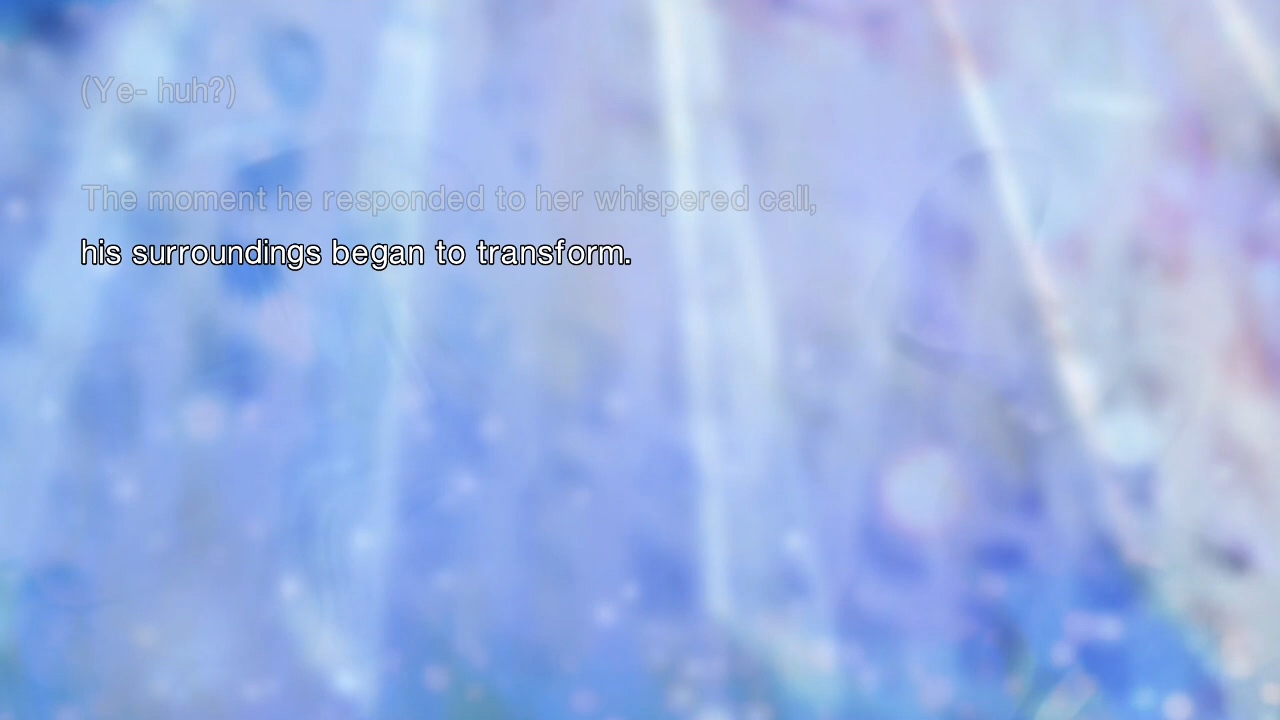 (Ye- huh?)
The moment he responded to her whispered call,
his surroundings began to transform.